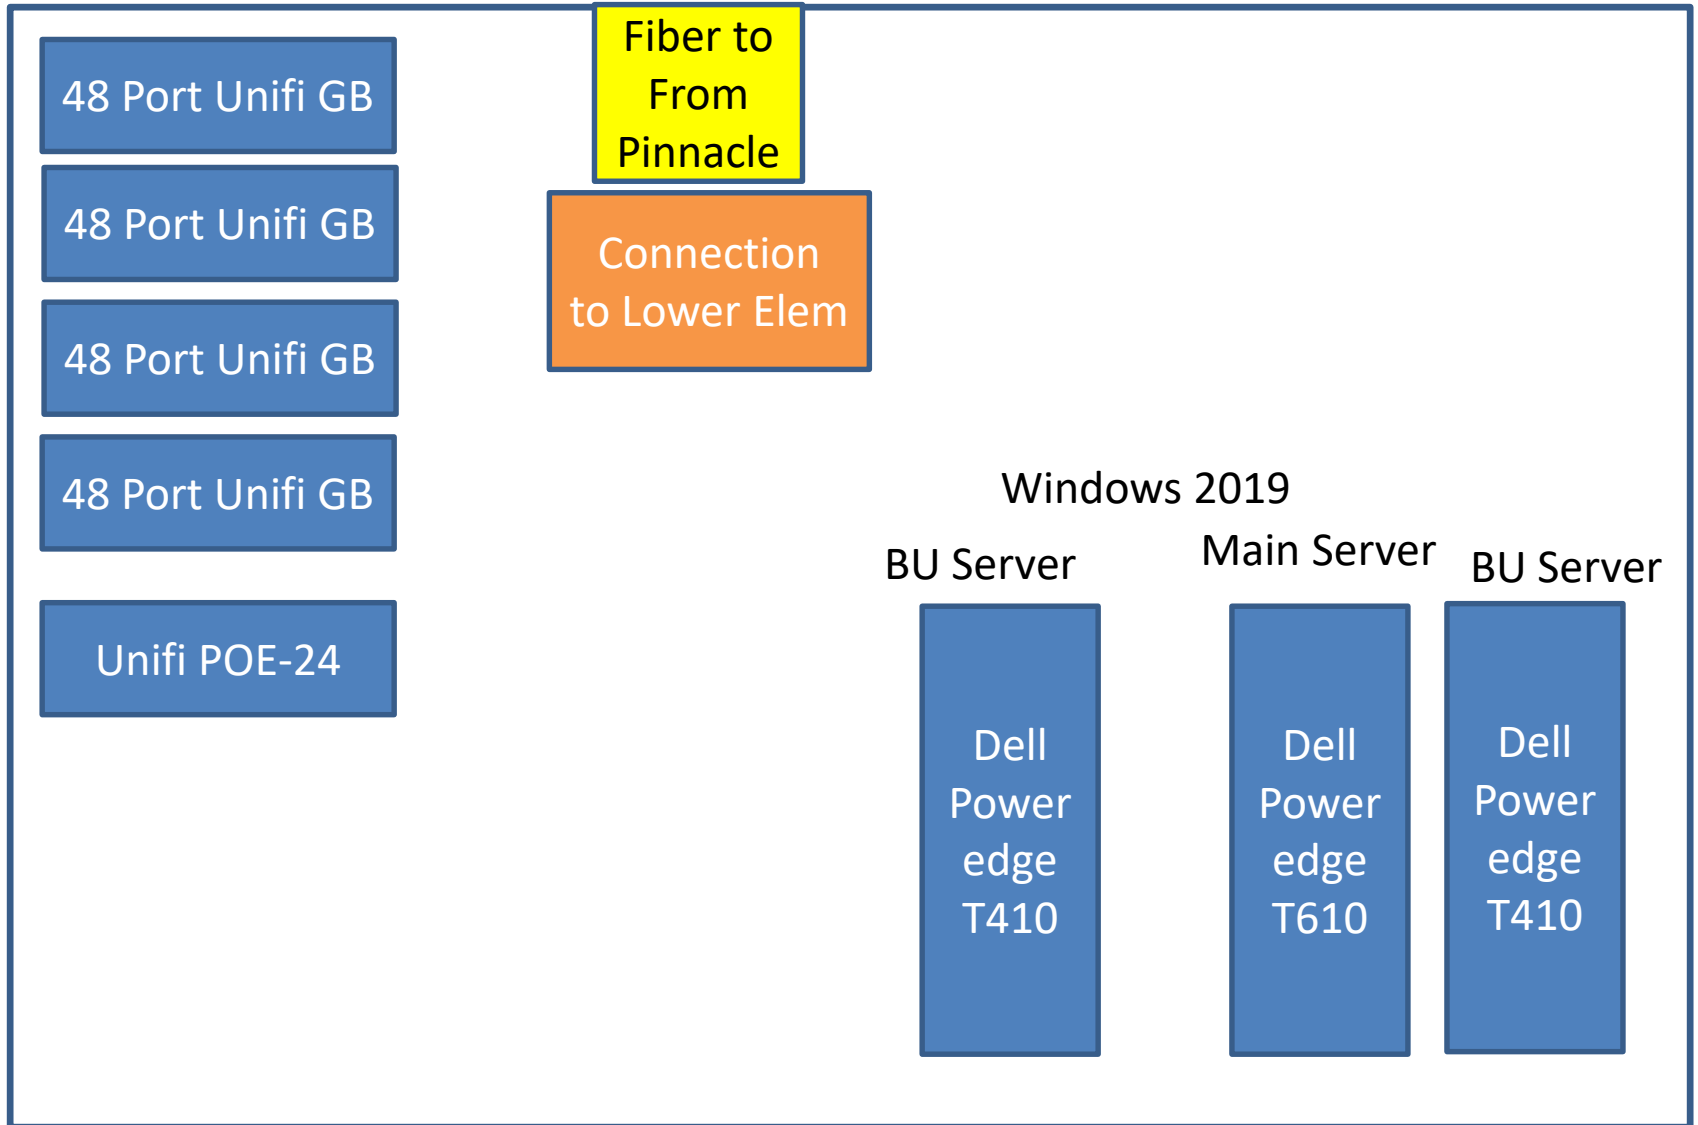 48 Port Unifi GB
48 Port Unifi GB
48 Port Unifi GB
48 Port Unifi GB
Unifi POE-24
Fiber to
From
Pinnacle
Connection
to Lower Elem
Windows 2019
BU Server
Main Server
BU Server
Dell
Power
edge
T410
Dell
Power
edge
T610
Dell
Power
edge
T410